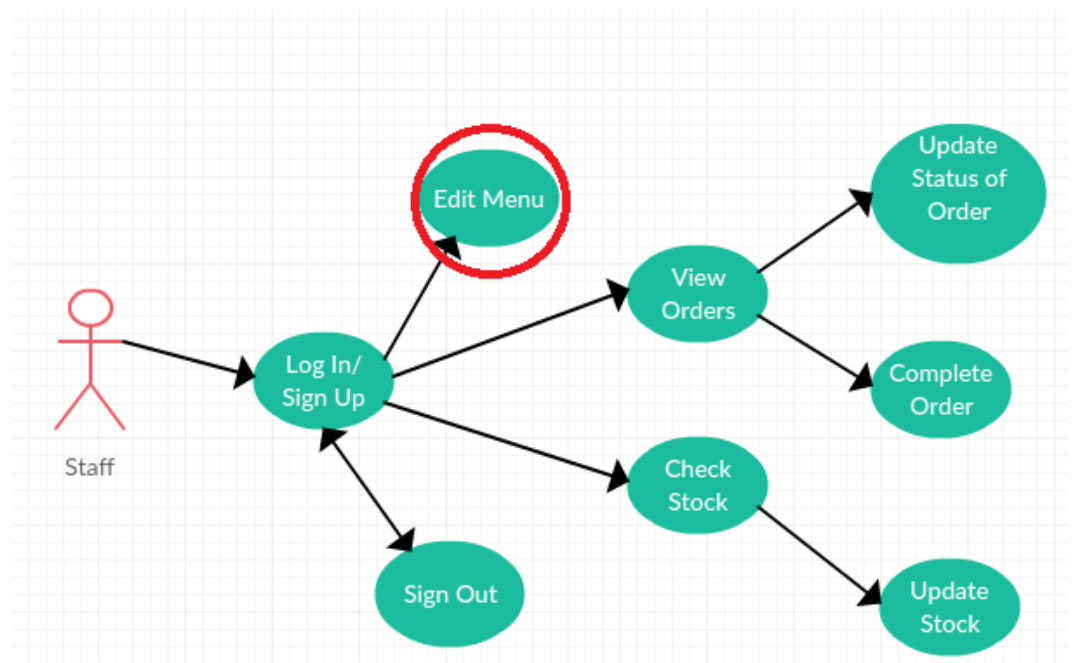 Edit Menu
Update
Status of
Order
View
Orders
Log In/
Sign Up
Complete
Order
Staff
Check
Stock
Sign Out
Update
Stock